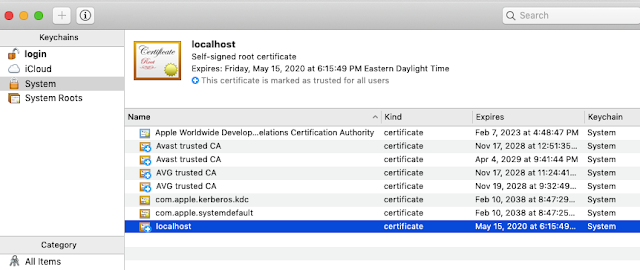 Search
Keychains
login
iCloud
System
System Roots
Certificate
Root
localhost
Self-signed root certificate
Expires: Friday, May 15, 2020 at 6:15:49 PM Eastern Daylight Time
This certificate is marked as trusted for all users
Name Kind Expires Keychain
Apple Worldwide Develop...elations Certification Authority certificate Feb 7, 2023 at 4:48:47 PM System
Avast trusted CA certificate Nov 17, 2028 at 12:51:35... System
Avast trusted CA certificate Apr 4, 2029 at 9:41:44 PM System
AVG trusted CA certificate Nov 17, 2028 at 11:24:41... System
AVG trusted CA certificate Nov 19, 2028 at 9:32:49... System
com.apple.kerberos.kdc certificate Feb 10, 2038 at 8:47:29... System
com.apple.systemdefault certificate Feb 10, 2038 at 8:47:25... System
localhost certificate May 15, 2020 at 6:15:49... System
Category
All Items